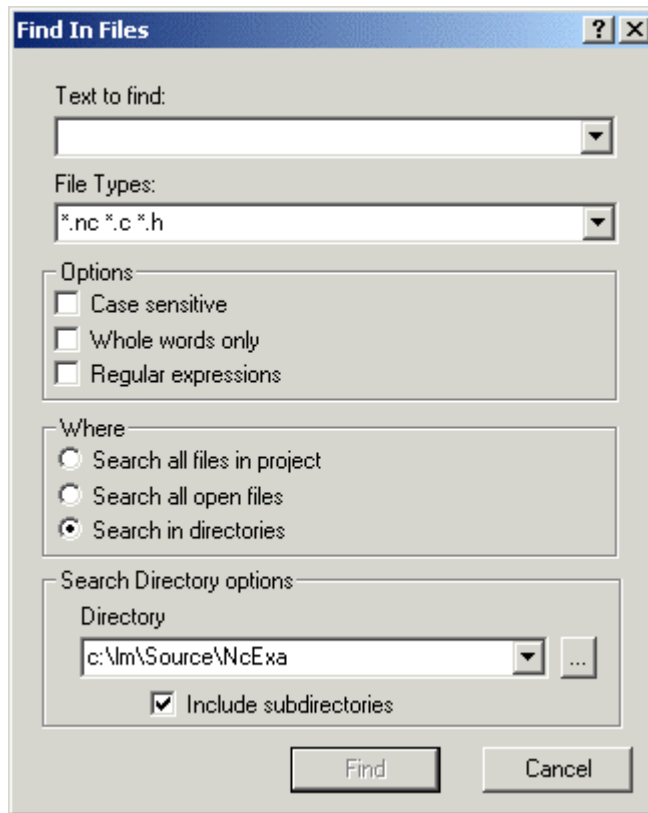 Find In Files
Text to find:
File Types:
*.nc *.c *.h
Options
Case sensitive
Whole words only
Regular expressions
Where
Search all files in project
Search all open files
Search in directories
Search Directory options
Directory
c:\lm\Source\NcExa
...
Include subdirectories
Find
Cancel